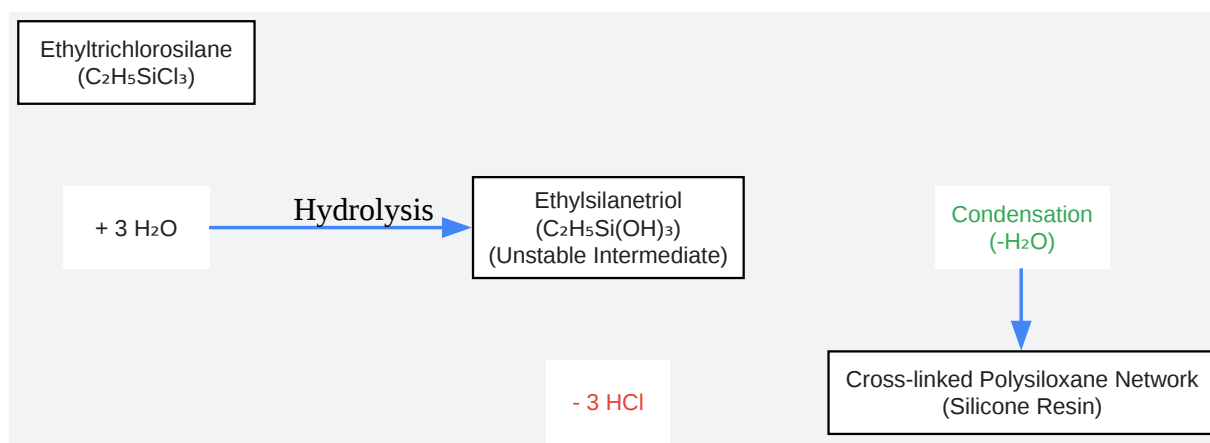 Ethyltrichlorosilane
(C₂H₅SiCl₃)
+ 3 H₂O
Hydrolysis
Ethylsilanetriol
(C₂H₅Si(OH)₃)
(Unstable Intermediate)
Condensation
(-H₂O)
- 3 HCl
Cross-linked Polysiloxane Network
(Silicone Resin)